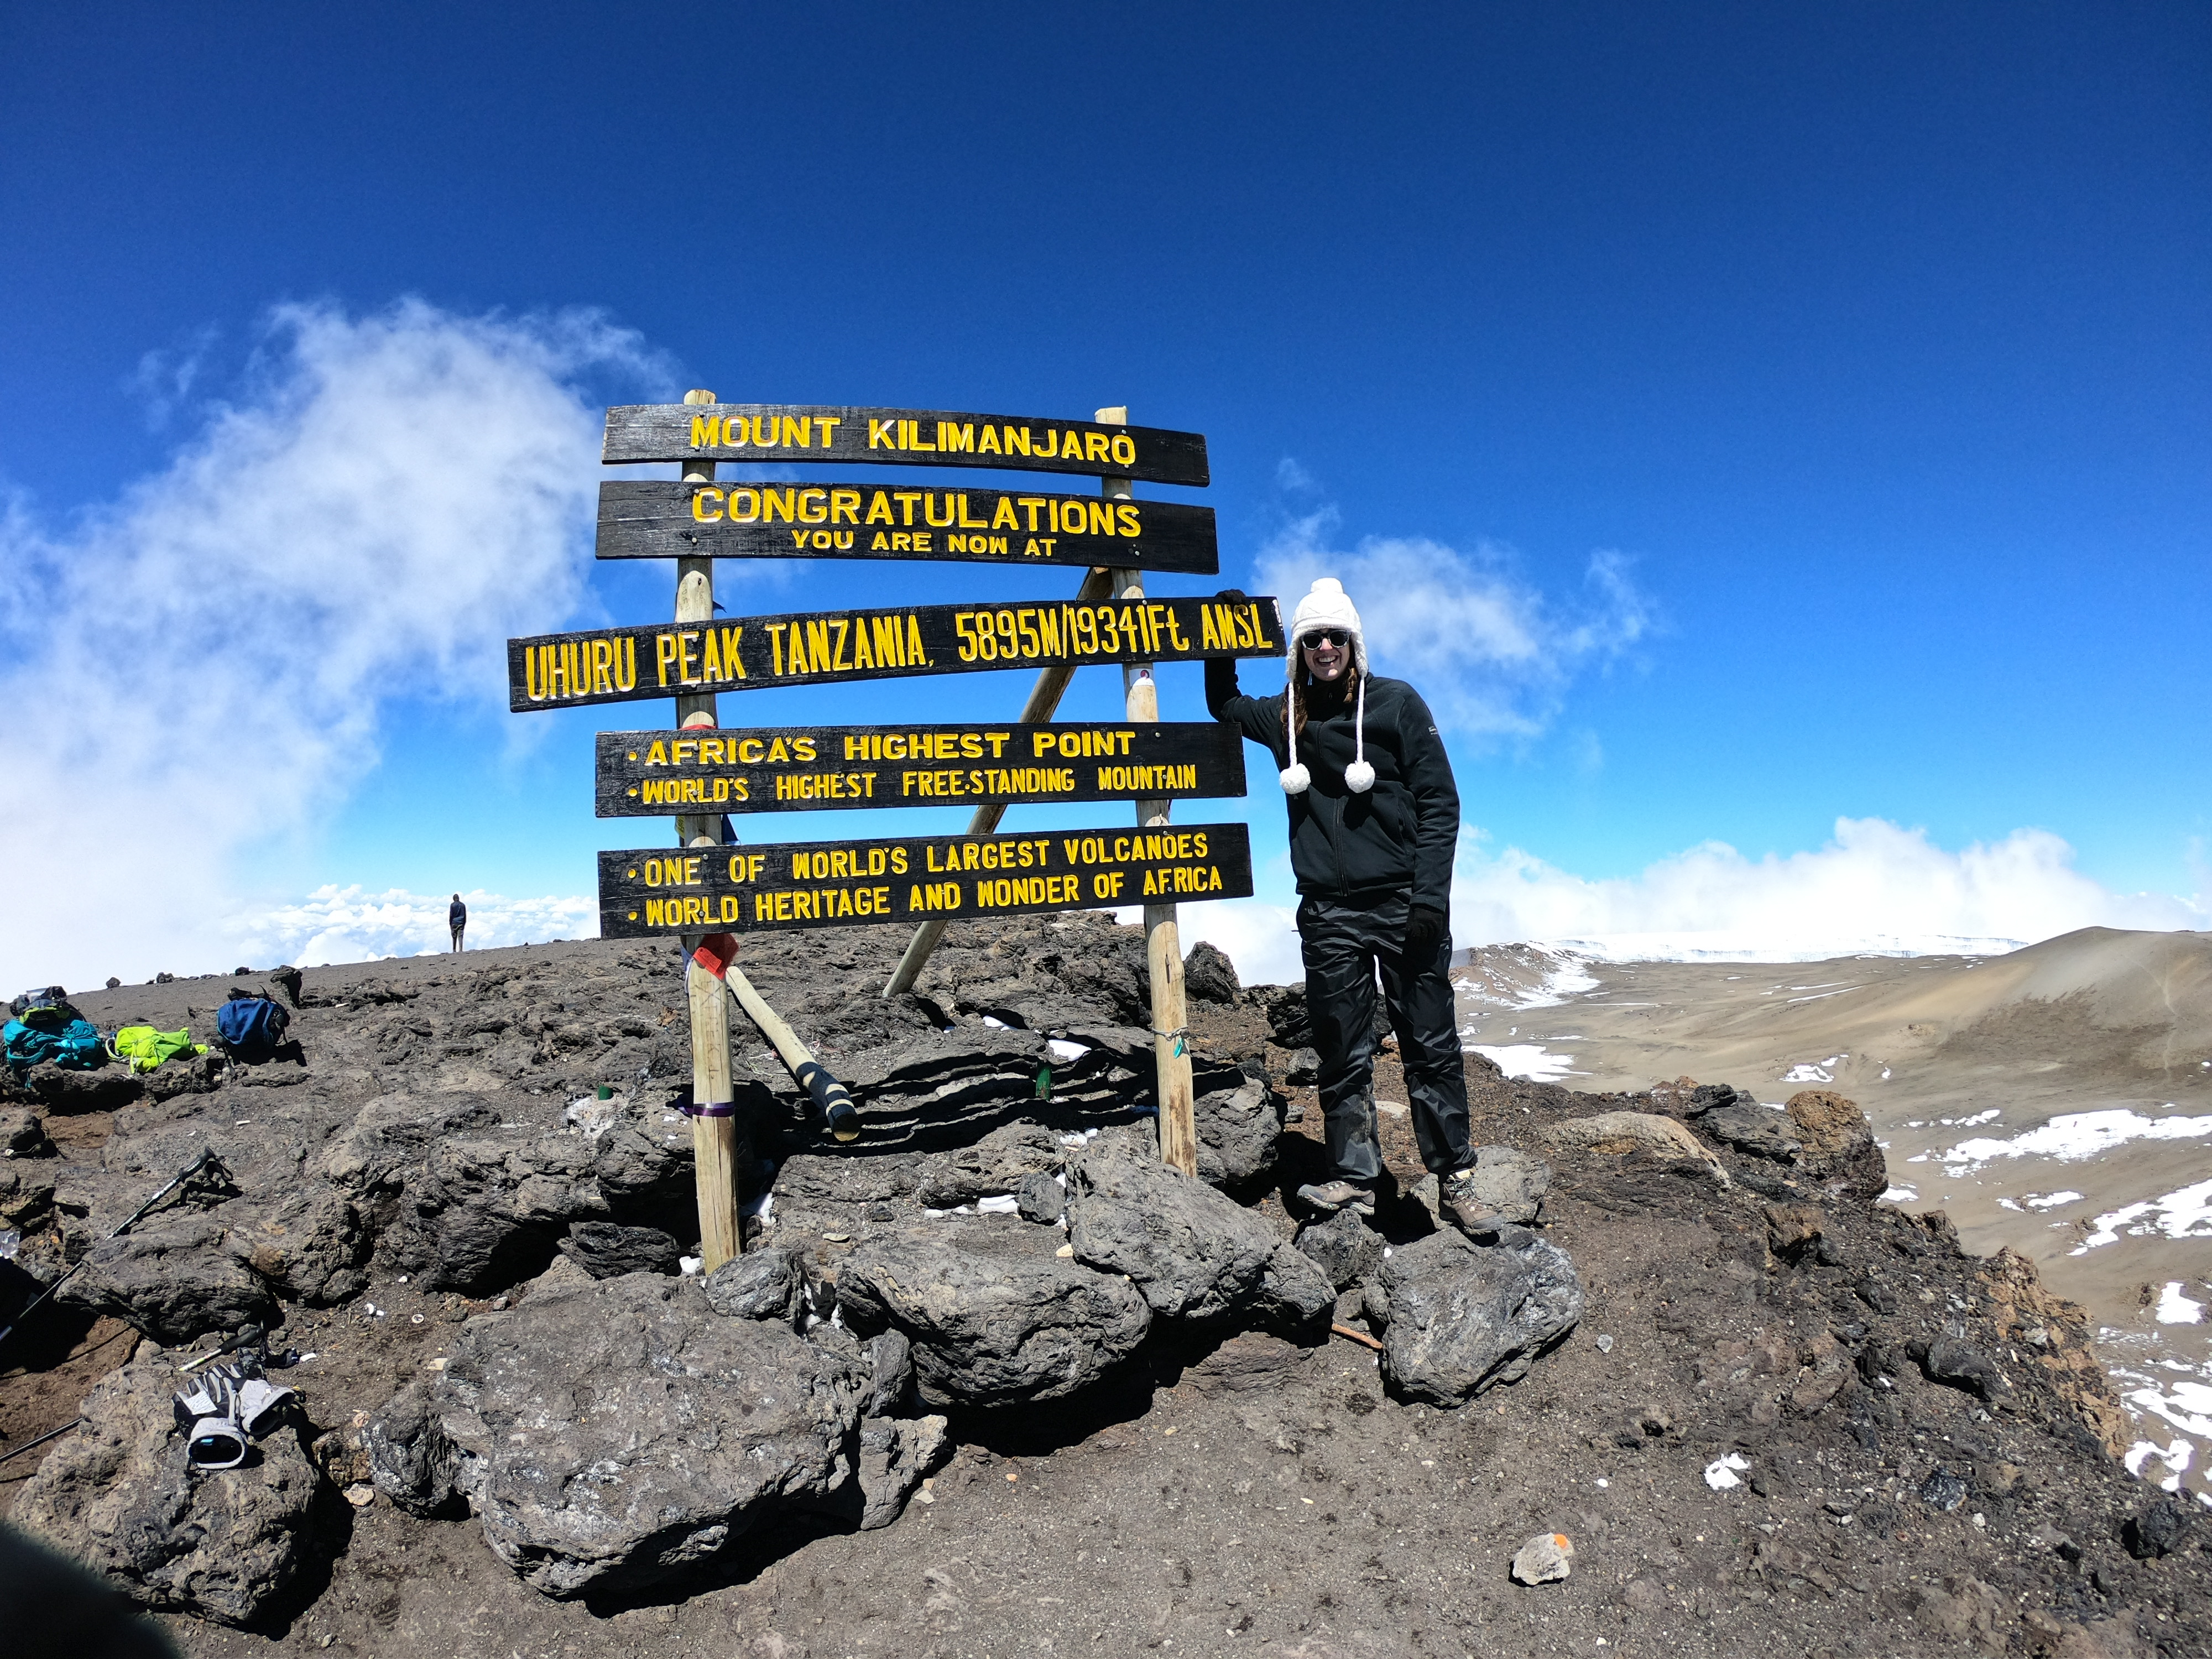 MOUNT KILIMANJARO
CONGRATULATIONS
YOU ARE NOW AT
UHURU PEAK TANZANIA, 5895M/19341Ft AMSL
• AFRICA'S HIGHEST POINT
• WORLD'S HIGHEST FREE-STANDING MOUNTAIN
• ONE OF WORLD'S LARGEST VOLCANOES
• WORLD HERITAGE AND WONDER OF AFRICA